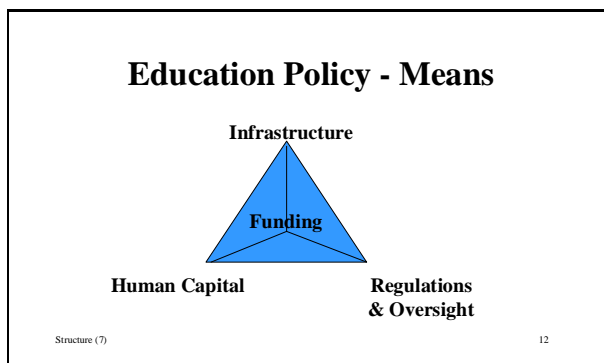 Education Policy - Means
Infrastructure
Funding
Human Capital
Regulations
& Oversight
Structure (7)
12